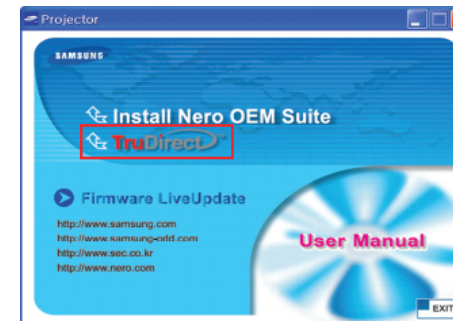 Projector
SAMSUNG
Install Nero OEM Suite
TruDirect™
Firmware LiveUpdate
http://www.samsung.com
http://www.samsung-odd.com
http://www.sec.co.kr
http://www.nero.com
User Manual
EXIT